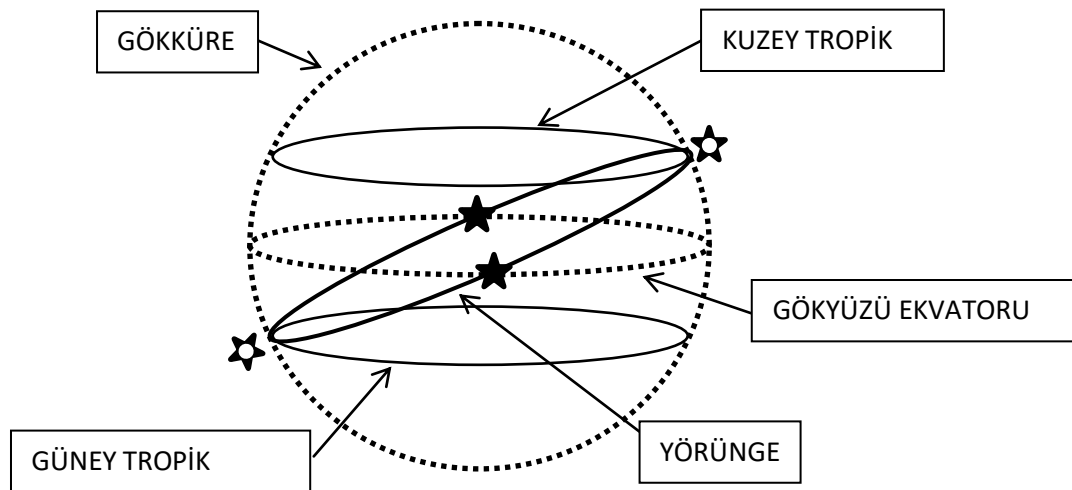 GÖKKÜRE
KUZEY TROPİK
GÖKYÜZÜ EKVATORU
GÜNEY TROPİK
YÖRÜNGE